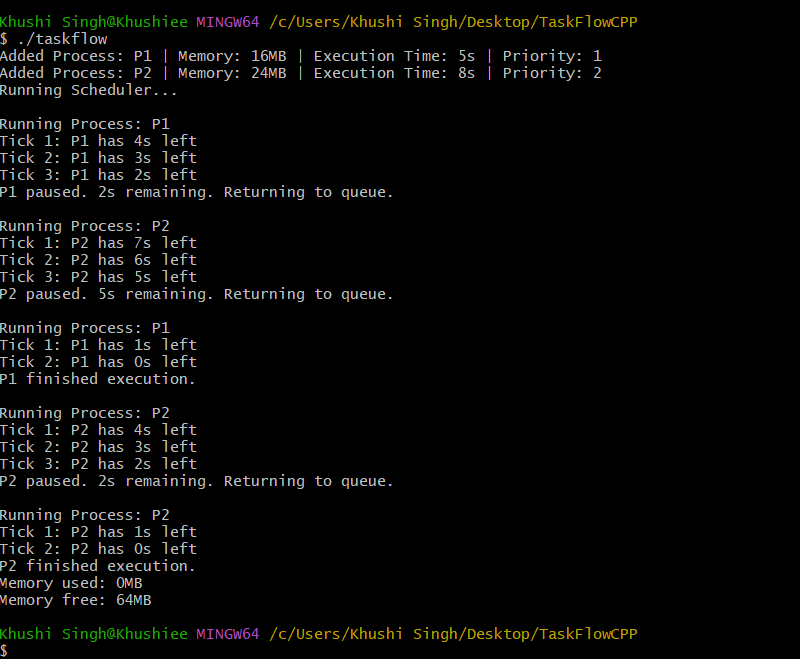 Khushi Singh@Khushiee MINGW64 /c/Users/Khushi Singh/Desktop/TaskFlowCPP
$ ./taskflow
Added Process: P1 | Memory: 16MB | Execution Time: 5s | Priority: 1
Added Process: P2 | Memory: 24MB | Execution Time: 8s | Priority: 2
Running Scheduler...
Running Process: P1
Tick 1: P1 has 4s left
Tick 2: P1 has 3s left
Tick 3: P1 has 2s left
P1 paused. 2s remaining. Returning to queue.
Running Process: P2
Tick 1: P2 has 7s left
Tick 2: P2 has 6s left
Tick 3: P2 has 5s left
P2 paused. 5s remaining. Returning to queue.
Running Process: P1
Tick 1: P1 has 1s left
Tick 2: P1 has 0s left
P1 finished execution.
Running Process: P2
Tick 1: P2 has 4s left
Tick 2: P2 has 3s left
Tick 3: P2 has 2s left
P2 paused. 2s remaining. Returning to queue.
Running Process: P2
Tick 1: P2 has 1s left
Tick 2: P2 has 0s left
P2 finished execution.
Memory used: 0MB
Memory free: 64MB
Khushi Singh@Khushiee MINGW64 /c/Users/Khushi Singh/Desktop/TaskFlowCPP
$